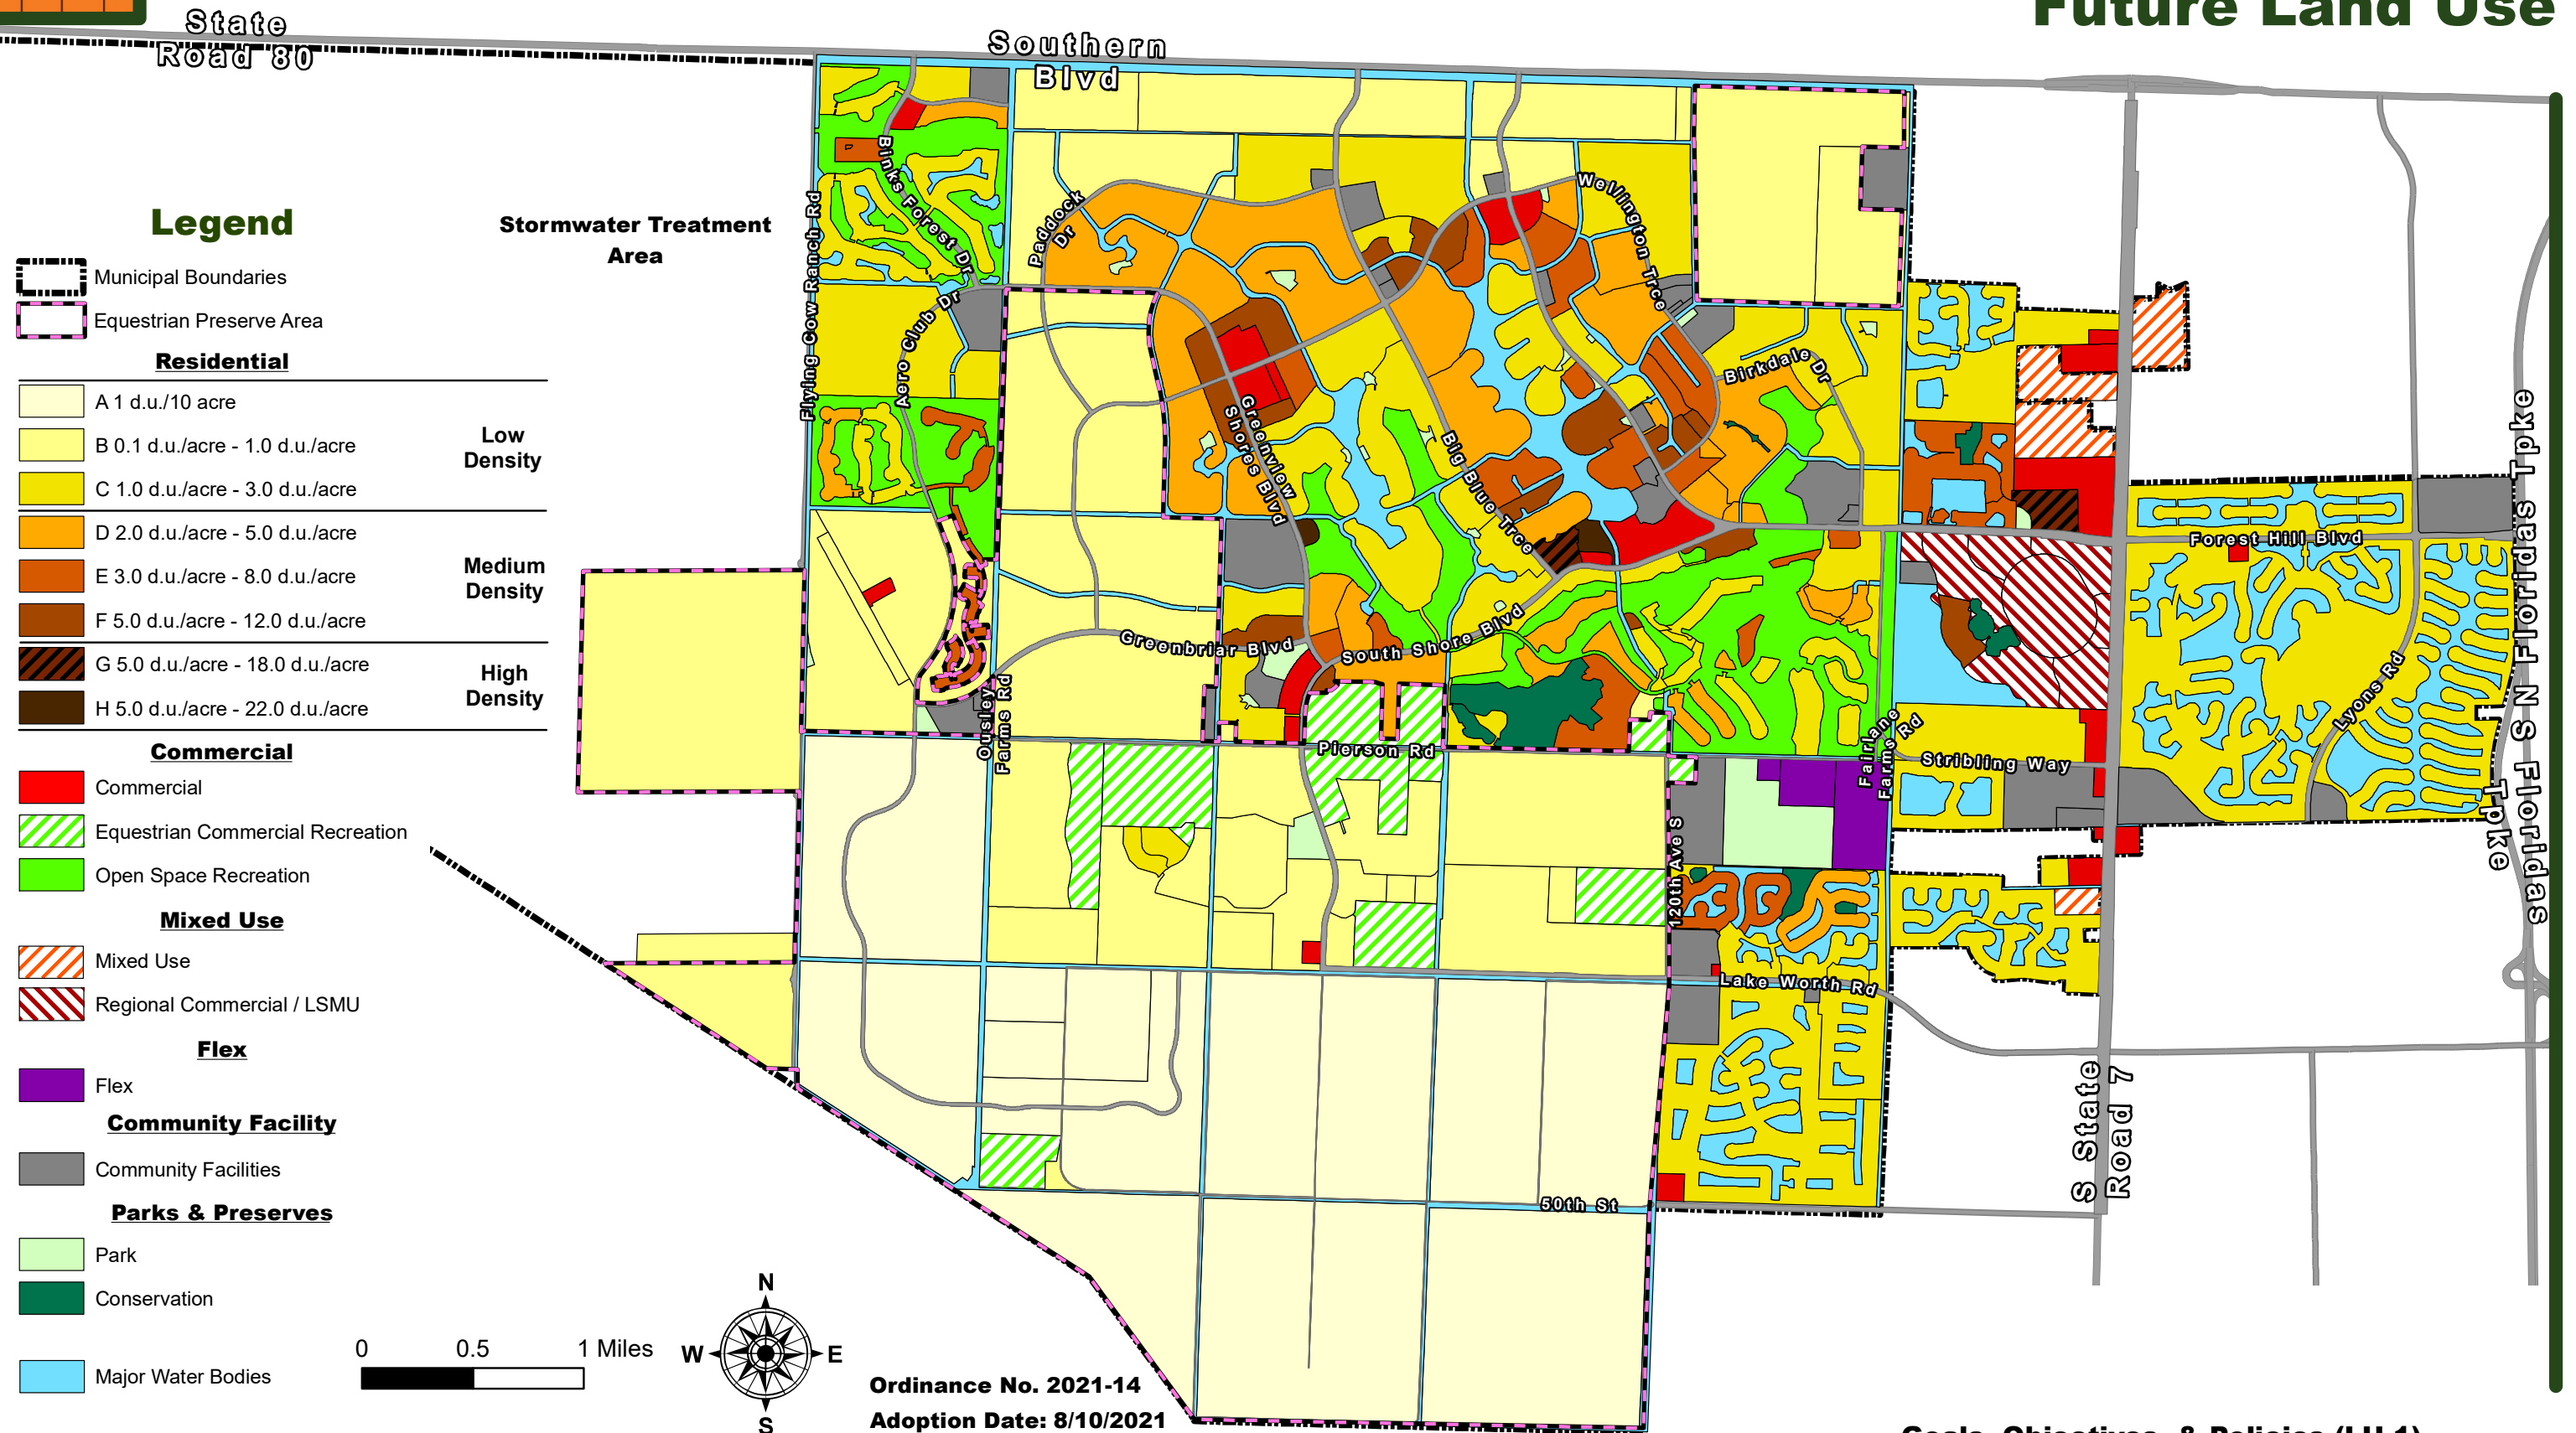 Future Land Use
State
Road 80
Southern
Blvd
Legend
Municipal Boundaries
Equestrian Preserve Area
Residential
A 1 d.u./10 acre
B 0.1 d.u./acre - 1.0 d.u./acre
C 1.0 d.u./acre - 3.0 d.u./acre
Low
Density
D 2.0 d.u./acre - 5.0 d.u./acre
E 3.0 d.u./acre - 8.0 d.u./acre
F 5.0 d.u./acre - 12.0 d.u./acre
Medium
Density
G 5.0 d.u./acre - 18.0 d.u./acre
H 5.0 d.u./acre - 22.0 d.u./acre
High
Density
Commercial
Commercial
Equestrian Commercial Recreation
Open Space Recreation
Mixed Use
Mixed Use
Regional Commercial / LSMU
Flex
Flex
Community Facility
Community Facilities
Parks & Preserves
Park
Conservation
Major Water Bodies
0 0.5 1 Miles
N
W E
S
Stormwater Treatment
Area
Flying Cow Ranch Rd
Binks Forest Dr
Aero Club Dr
Paddock
Dr
Wellington Trce
Birkdale Dr
Greenview
Shores Blvd
Big Blue Trce
Greenbriar Blvd
South Shore Blvd
Ousley
Farms Rd
Pierson Rd
120th Ave S
Fairlane
Farms Rd
Stribling Way
Forest Hill Blvd
Lyons Rd
Lake Worth Rd
50th St
S State
Road 7
N Floridas Tpke
S Floridas
Tpke
Ordinance No. 2021-14
Adoption Date: 8/10/2021
Goals, Objectives, & Policies (LU 1)